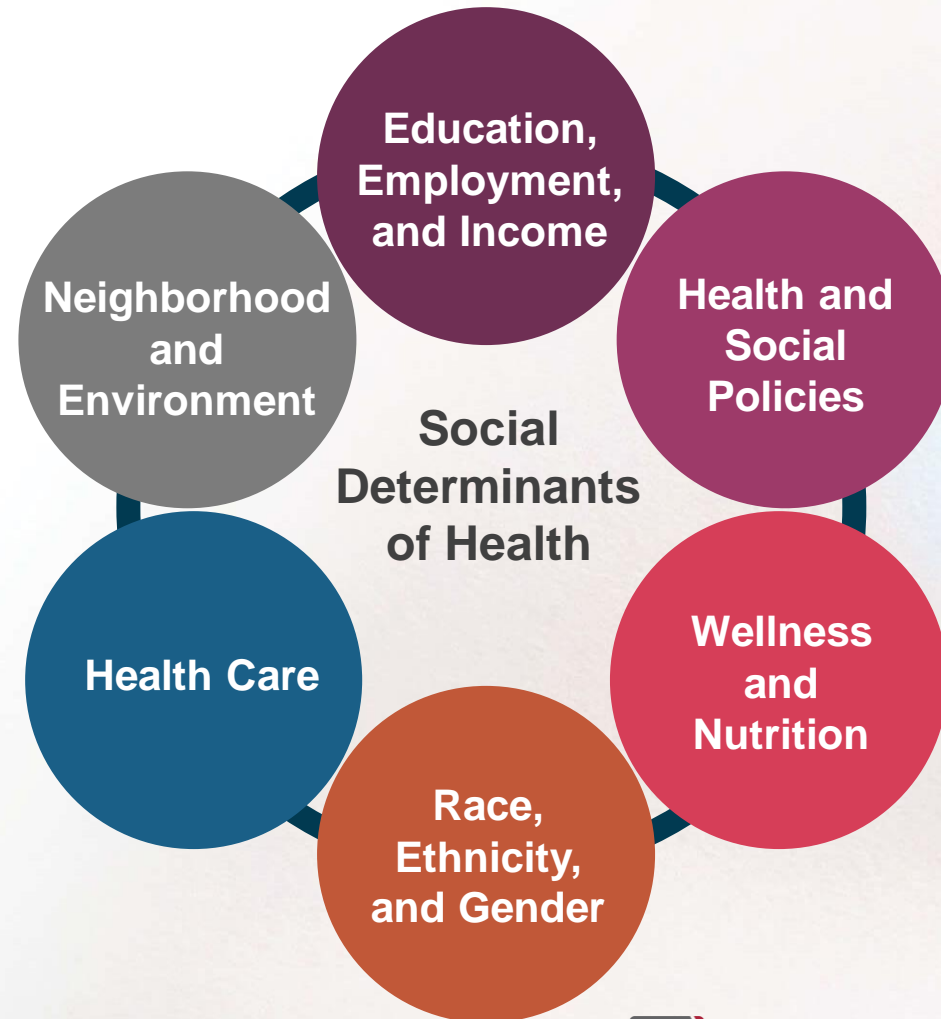 Education,
Employment,
and Income
Health and
Social
Policies
Wellness
and
Nutrition
Race,
Ethnicity,
and Gender
Health Care
Neighborhood
and
Environment
Social
Determinants
of Health